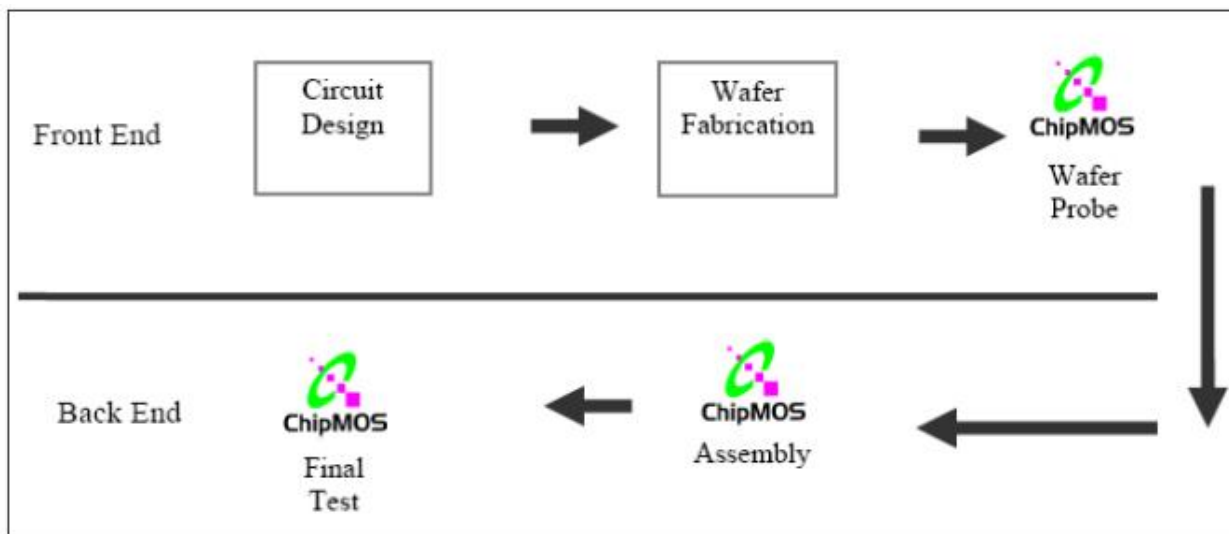 Front End
Circuit
Design
Wafer
Fabrication
ChipMOS
Wafer
Probe
Back End
ChipMOS
Final
Test
ChipMOS
Assembly